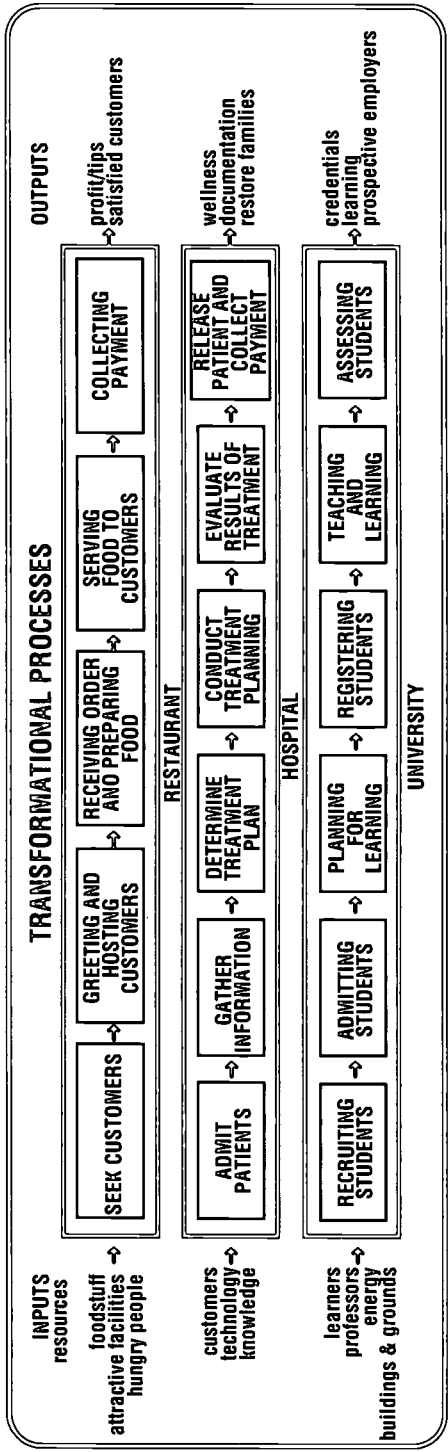 TRANSFORMATIONAL PROCESSES
INPUTS
resources
OUTPUTS
foodstuff
attractive facilities
hungry people
SEEK CUSTOMERS
GREETING AND
HOSTING
CUSTOMERS
RECEIVING ORDER
AND PREPARING
FOOD
SERVING
FOOD TO
CUSTOMERS
COLLECTING
PAYMENT
profit/tips
satisfied customers
RESTAURANT
customers
technology
knowledge
ADMIT
PATIENTS
GATHER
INFORMATION
DETERMINE
TREATMENT
PLAN
CONDUCT
TREATMENT
PLANNING
EVALUATE
RESULTS OF
TREATMENT
RELEASE
PATIENT AND
COLLECT
PAYMENT
wellness
documentation
restore families
HOSPITAL
learners
professors
energy
buildings & grounds
RECRUITING
STUDENTS
ADMITTING
STUDENTS
PLANNING
FOR
LEARNING
REGISTERING
STUDENTS
TEACHING
AND
LEARNING
ASSESSING
STUDENTS
credentials
learning
prospective employers
UNIVERSITY